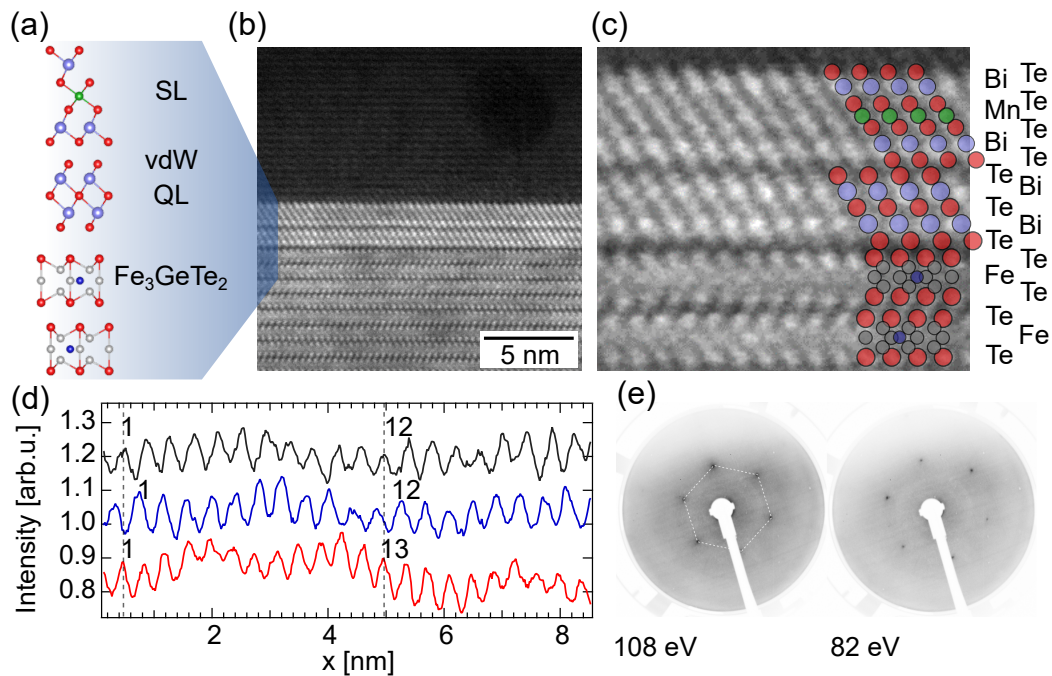 (a)
SL
vdW
QL
Fe3GeTe2
(b)
5 nm
(c)
Bi Te
Te
Mn
Te
Bi
Te
Te
Bi
Te
Bi
Te
Te
Fe
Te
Te
Fe
Te
(d)
Intensity [arb.u.]
1.3
1.2
1.1
1.0
0.9
0.8
1 12
1 12
1 13
2 4 6 8
x [nm]
(e)
108 eV 82 eV